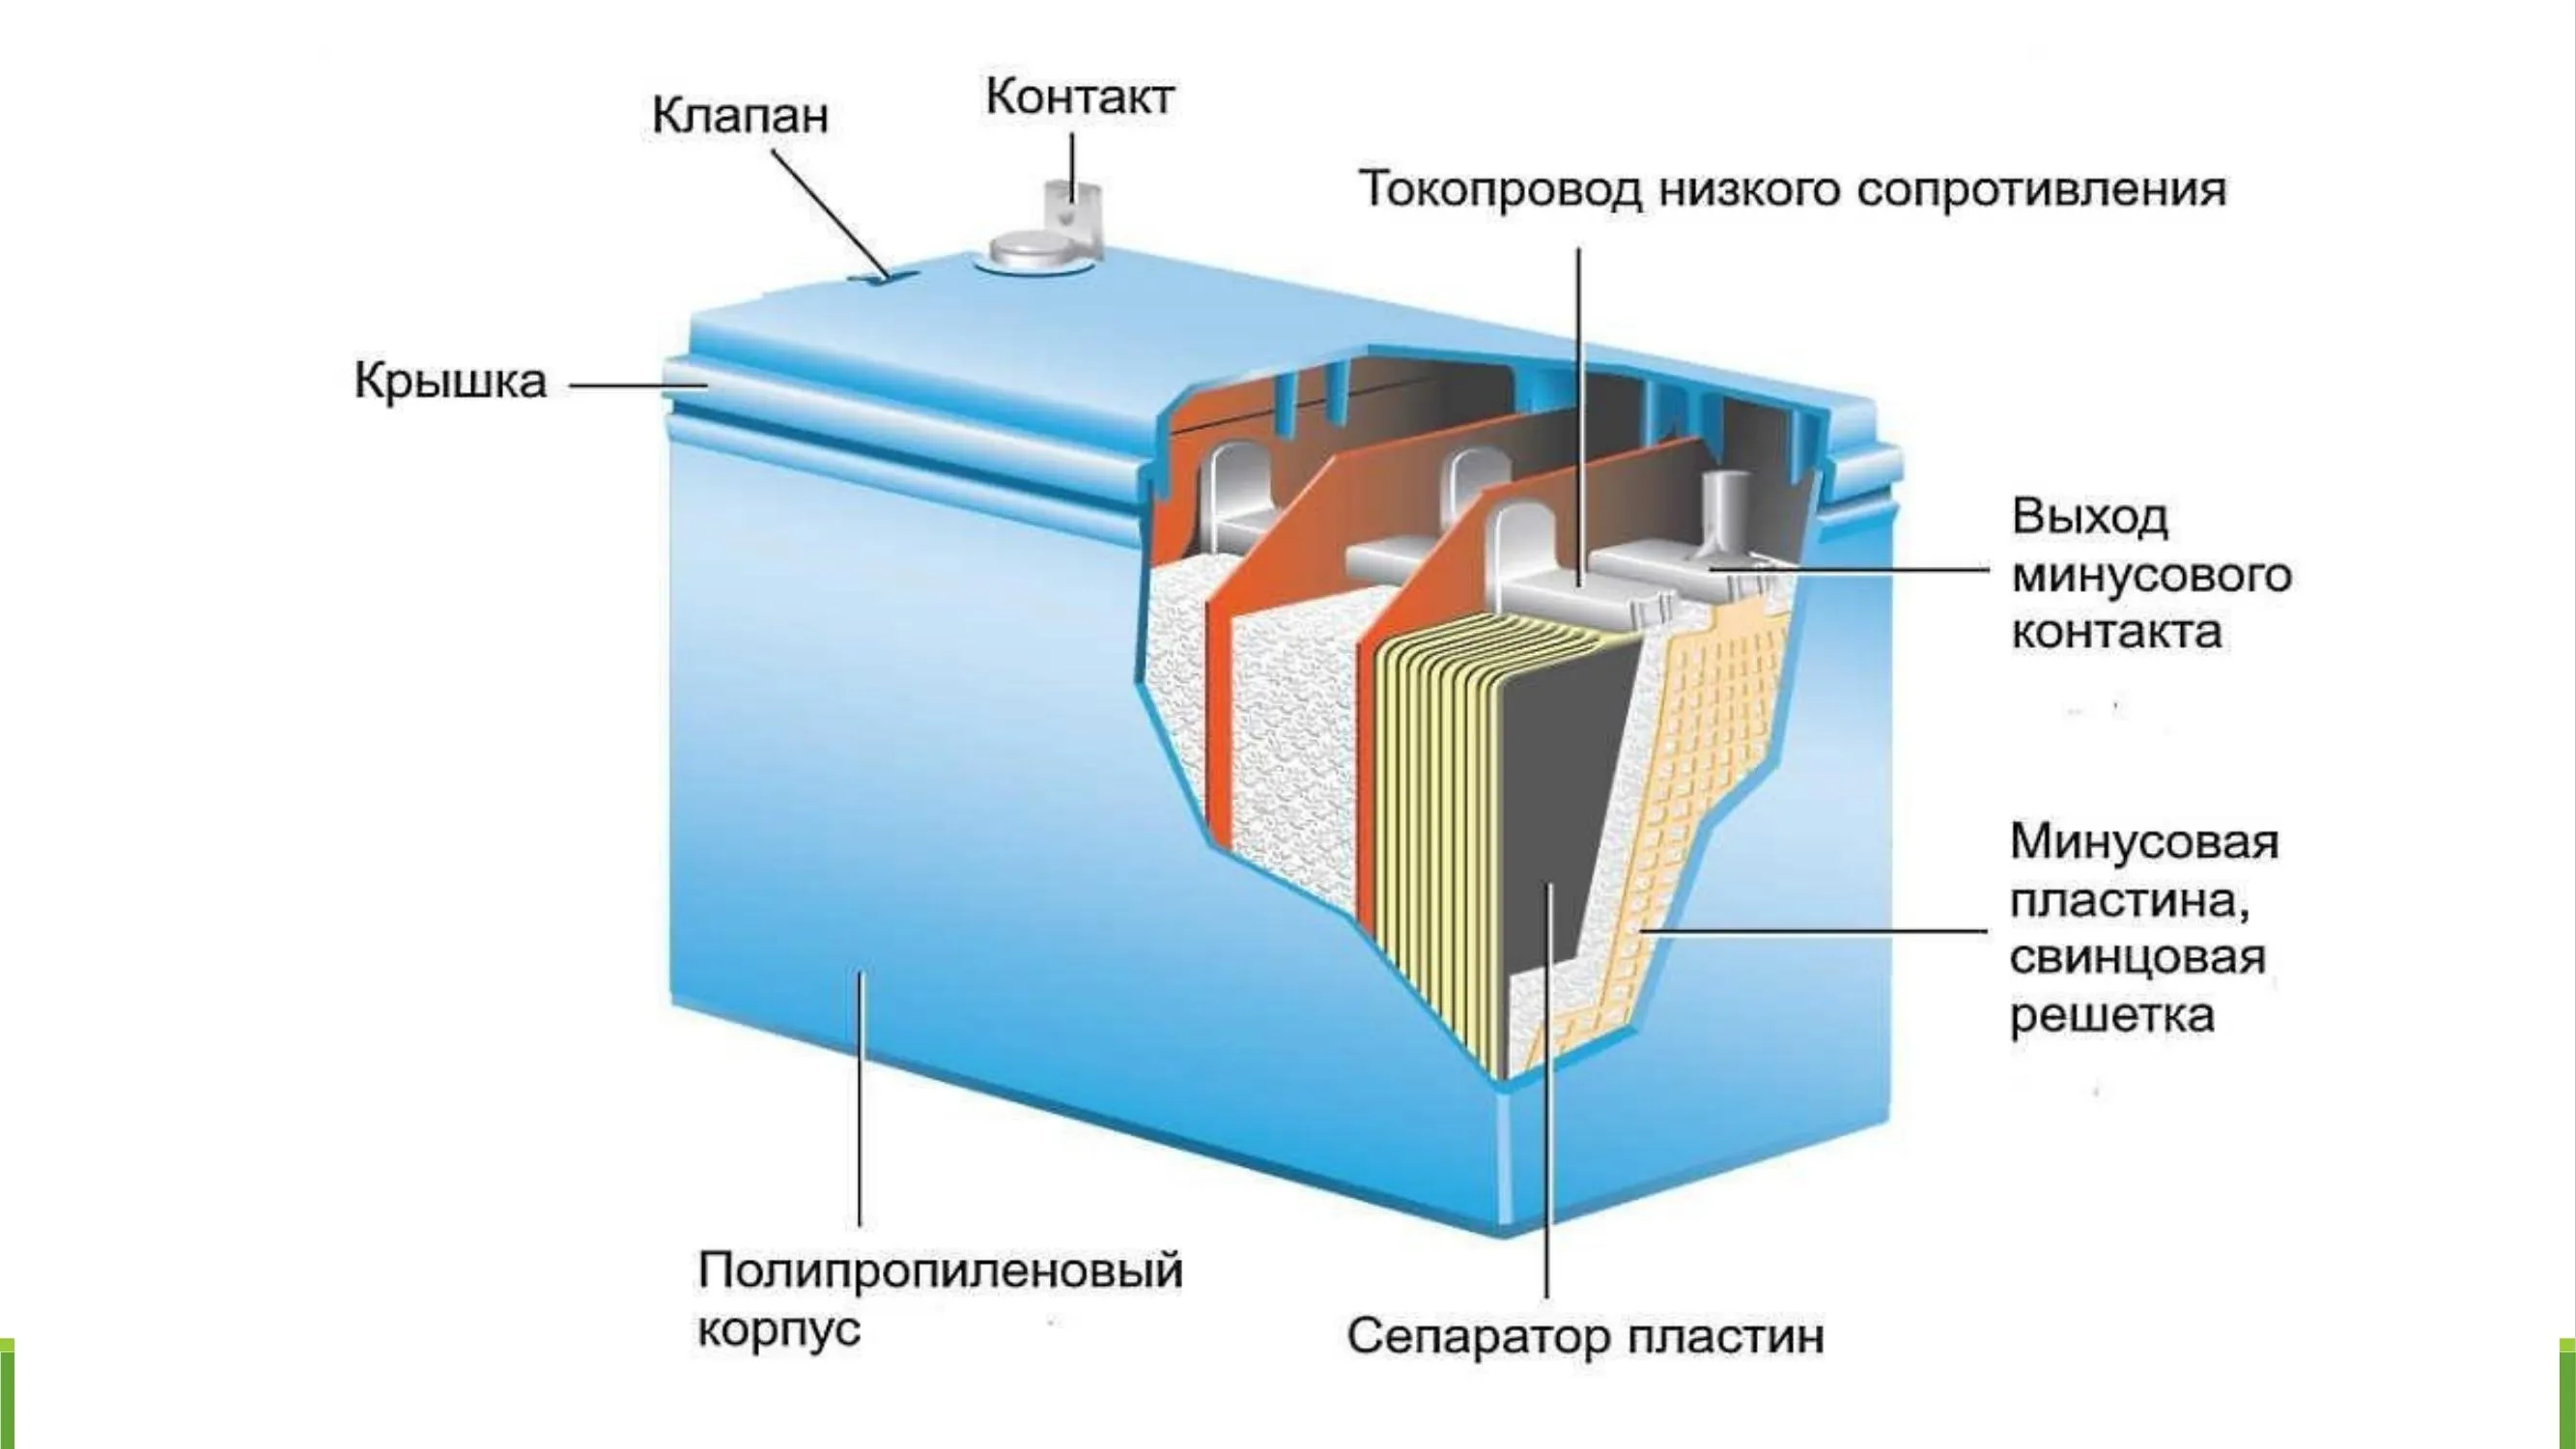 Клапан
Контакт
Токопровод низкого сопротивления
Крышка
Выход
минусового
контакта
Минусовая
пластина,
свинцовая
решетка
Полипропиленовый
корпус
Сепаратор пластин